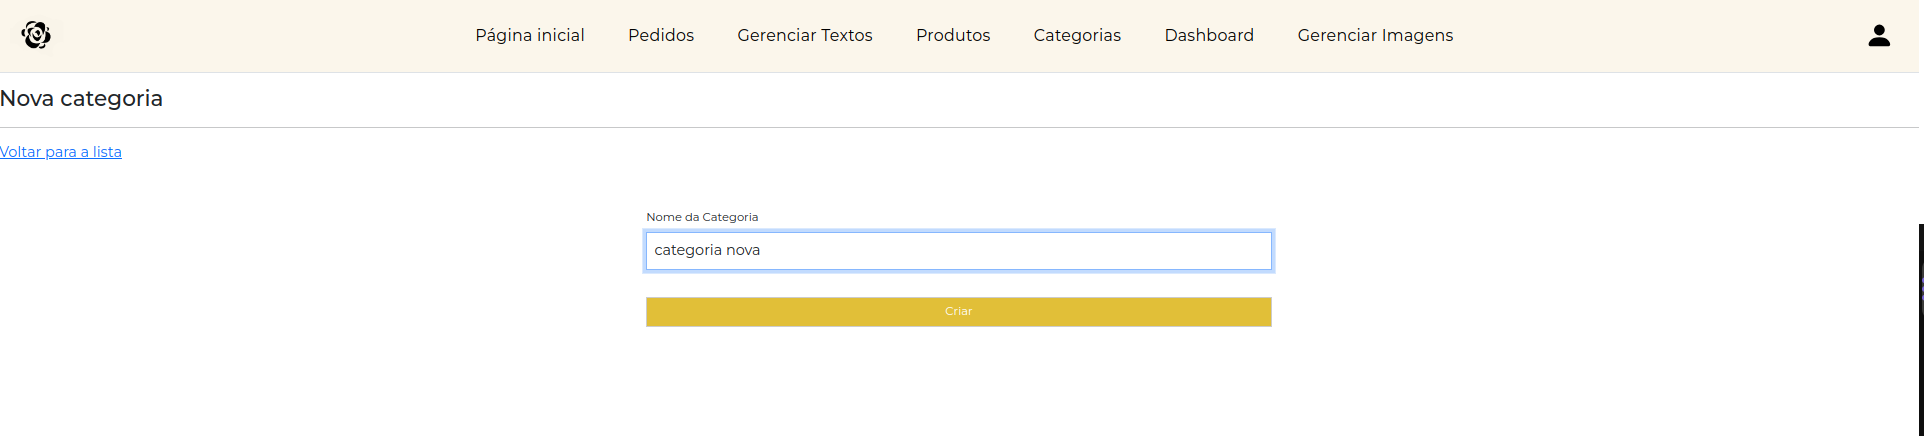 Página inicial Pedidos Gerenciar Textos Produtos Categorias Dashboard Gerenciar Imagens
Nova categoria
Voltar para a lista
Nome da Categoria
categoria nova
Criar